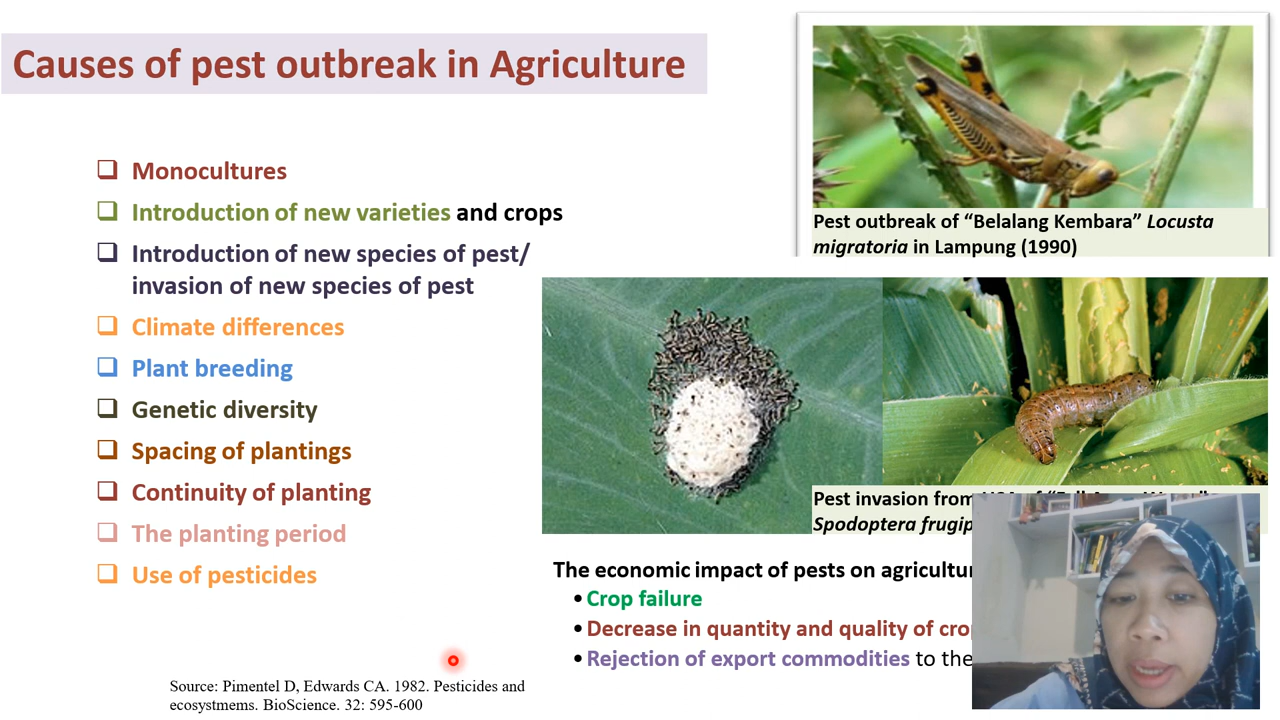 Causes of pest outbreak in Agriculture
Monocultures
Introduction of new varieties and crops
Introduction of new species of pest/
invasion of new species of pest
Climate differences
Plant breeding
Genetic diversity
Spacing of plantings
Continuity of planting
The planting period
Use of pesticides
Source: Pimentel D, Edwards CA. 1982. Pesticides and
ecosystmems. BioScience. 32: 595-600
Pest outbreak of “Belalang Kembara” Locusta
migratoria in Lampung (1990)
Pest invasion from
Spodoptera
The economic impact of pests on
• Crop failure
• Decrease in quantity and quality of
• Rejection of export commodities to the